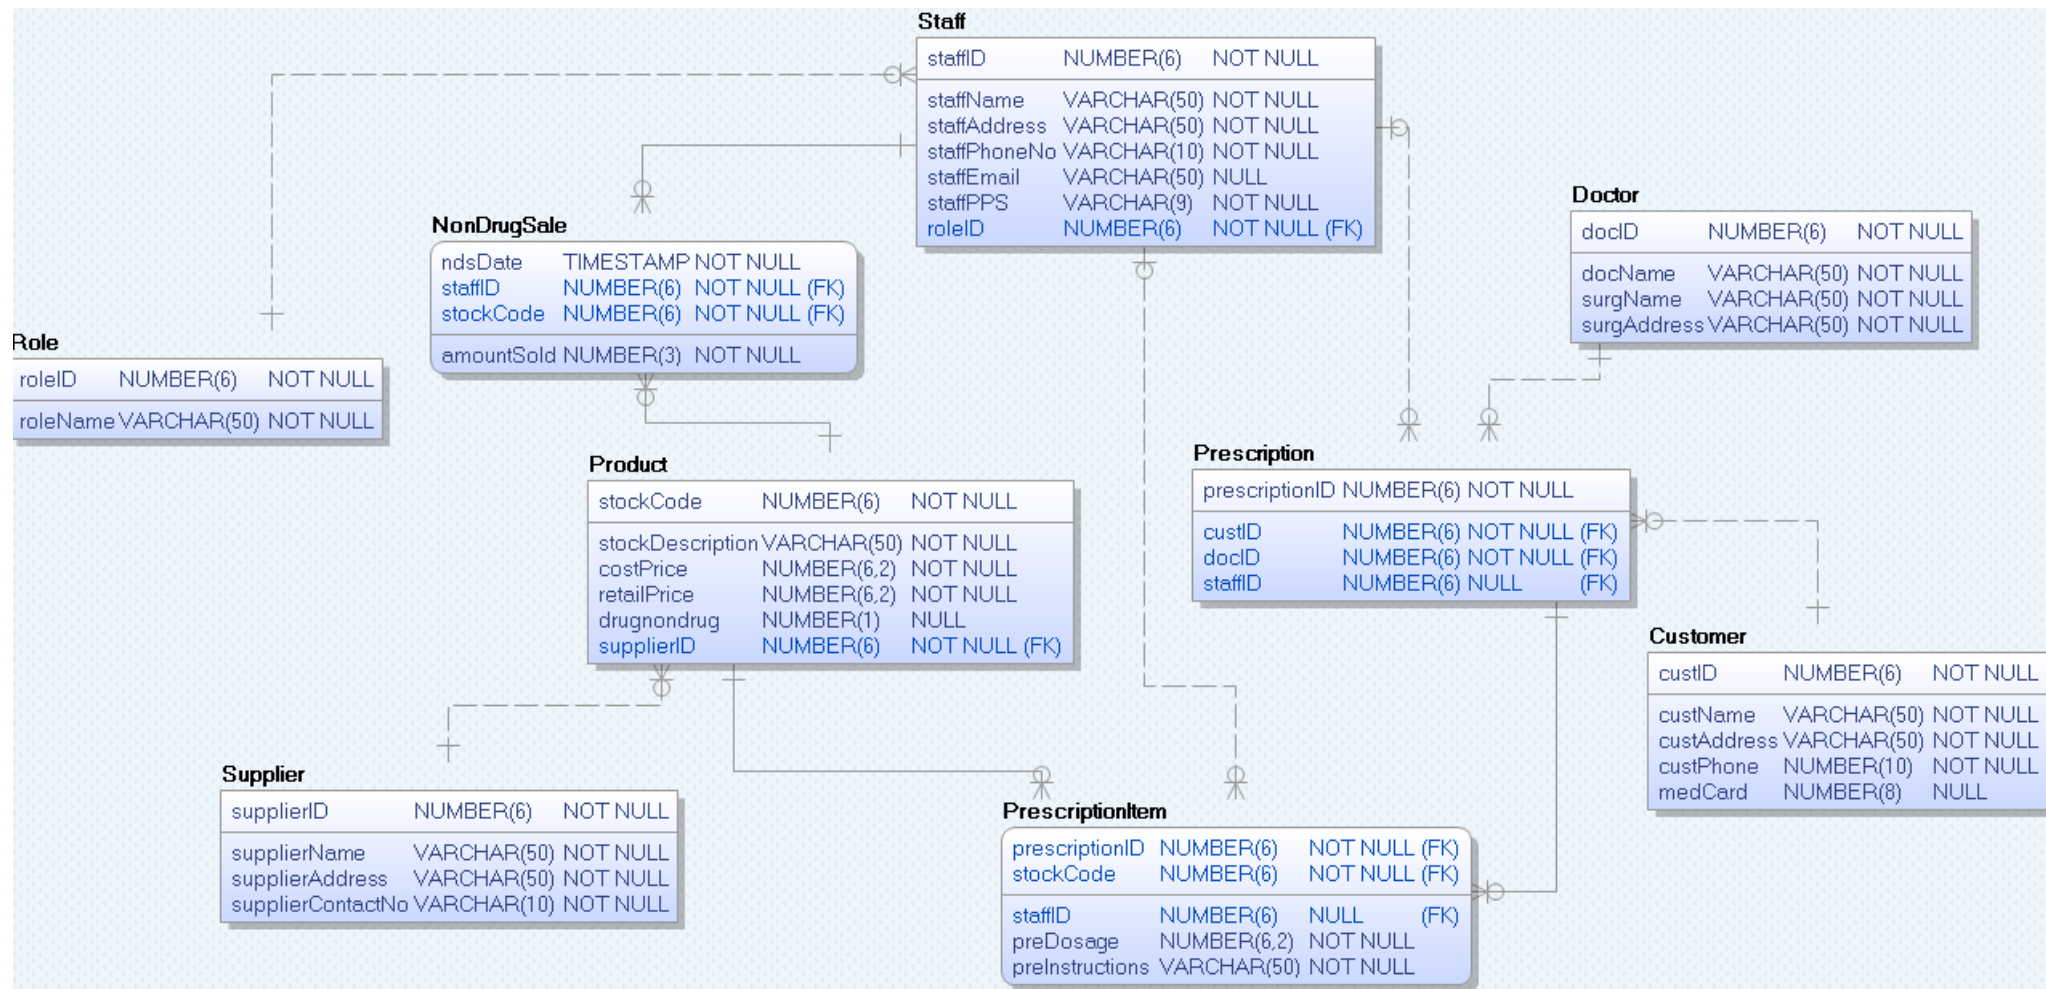 Staff
staffID NUMBER(6) NOT NULL
staffName VARCHAR(50) NOT NULL
staffAddress VARCHAR(50) NOT NULL
staffPhoneNo VARCHAR(10) NOT NULL
staffEmail VARCHAR(50) NULL
staffPPS VARCHAR(9) NOT NULL
roleID NUMBER(6) NOT NULL (FK)
Doctor
docID NUMBER(6) NOT NULL
docName VARCHAR(50) NOT NULL
surgName VARCHAR(50) NOT NULL
surgAddress VARCHAR(50) NOT NULL
NonDrugSale
ndsDate TIMESTAMP NOT NULL
staffID NUMBER(6) NOT NULL (FK)
stockCode NUMBER(6) NOT NULL (FK)
amountSold NUMBER(3) NOT NULL
Role
roleID NUMBER(6) NOT NULL
roleName VARCHAR(50) NOT NULL
Product
stockCode NUMBER(6) NOT NULL
stockDescription VARCHAR(50) NOT NULL
costPrice NUMBER(6,2) NOT NULL
retailPrice NUMBER(6,2) NOT NULL
drugnondrug NUMBER(1) NULL
supplierID NUMBER(6) NOT NULL (FK)
Prescription
prescriptionID NUMBER(6) NOT NULL
custID NUMBER(6) NOT NULL (FK)
docID NUMBER(6) NOT NULL (FK)
staffID NUMBER(6) NULL (FK)
Customer
custID NUMBER(6) NOT NULL
custName VARCHAR(50) NOT NULL
custAddress VARCHAR(50) NOT NULL
custPhone NUMBER(10) NOT NULL
medCard NUMBER(8) NULL
Supplier
supplierID NUMBER(6) NOT NULL
supplierName VARCHAR(50) NOT NULL
supplierAddress VARCHAR(50) NOT NULL
supplierContactNo VARCHAR(10) NOT NULL
PrescriptionItem
prescriptionID NUMBER(6) NOT NULL (FK)
stockCode NUMBER(6) NOT NULL (FK)
staffID NUMBER(6) NULL (FK)
preDosage NUMBER(6,2) NOT NULL
preInstructions VARCHAR(50) NOT NULL